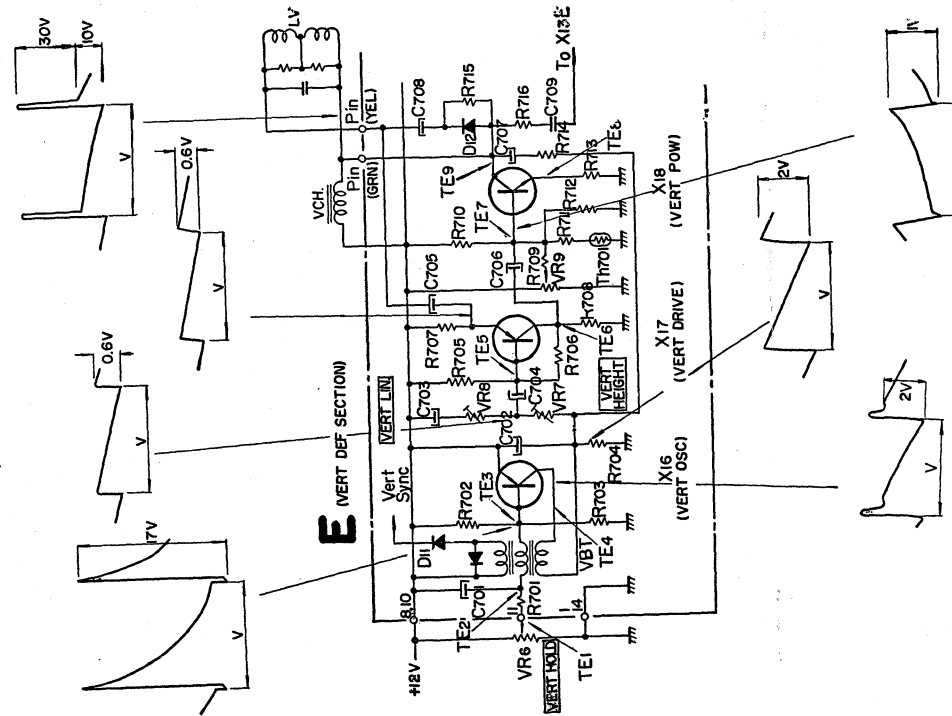 30V
10V
V
0.6V
V
0.6V
V
17V
V
LV
VCH.
Pin
(YEL)
Pin
(GRN)
C708
R715
D12
C707
R716
C709
To X13E
R714
R713
TE8
TE9
TE7
R710
R712
R711
X18
(VERT POW)
C705
C706
R709
VR9
Th701
R707
R705
TE5
R706
TE6
R708
X17
(VERT DRIVE)
C703
VR8
C704
VR7
VERT
HEIGHT
VERT LIN
C702
R704
E
(VERT DEF SECTION)
Vert
Sync
R702
TE3
R703
X16
(VERT OSC)
D11
VBT
TE4
C701
8,10
TE2
11
R701
1
14
+12V
VR6
VERT HOLD
TE1
V
2V
V
2V
V